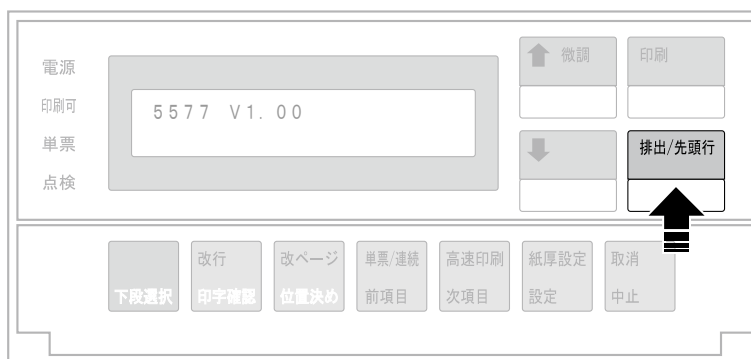 電源
印刷可
単票
点検
5577 V1.00
微調
印刷
排出/先頭行
下段選択
改行
印字確認
改ページ
位置決め
単票/連続
前項目
高速印刷
次項目
紙厚設定
設定
取消
中止